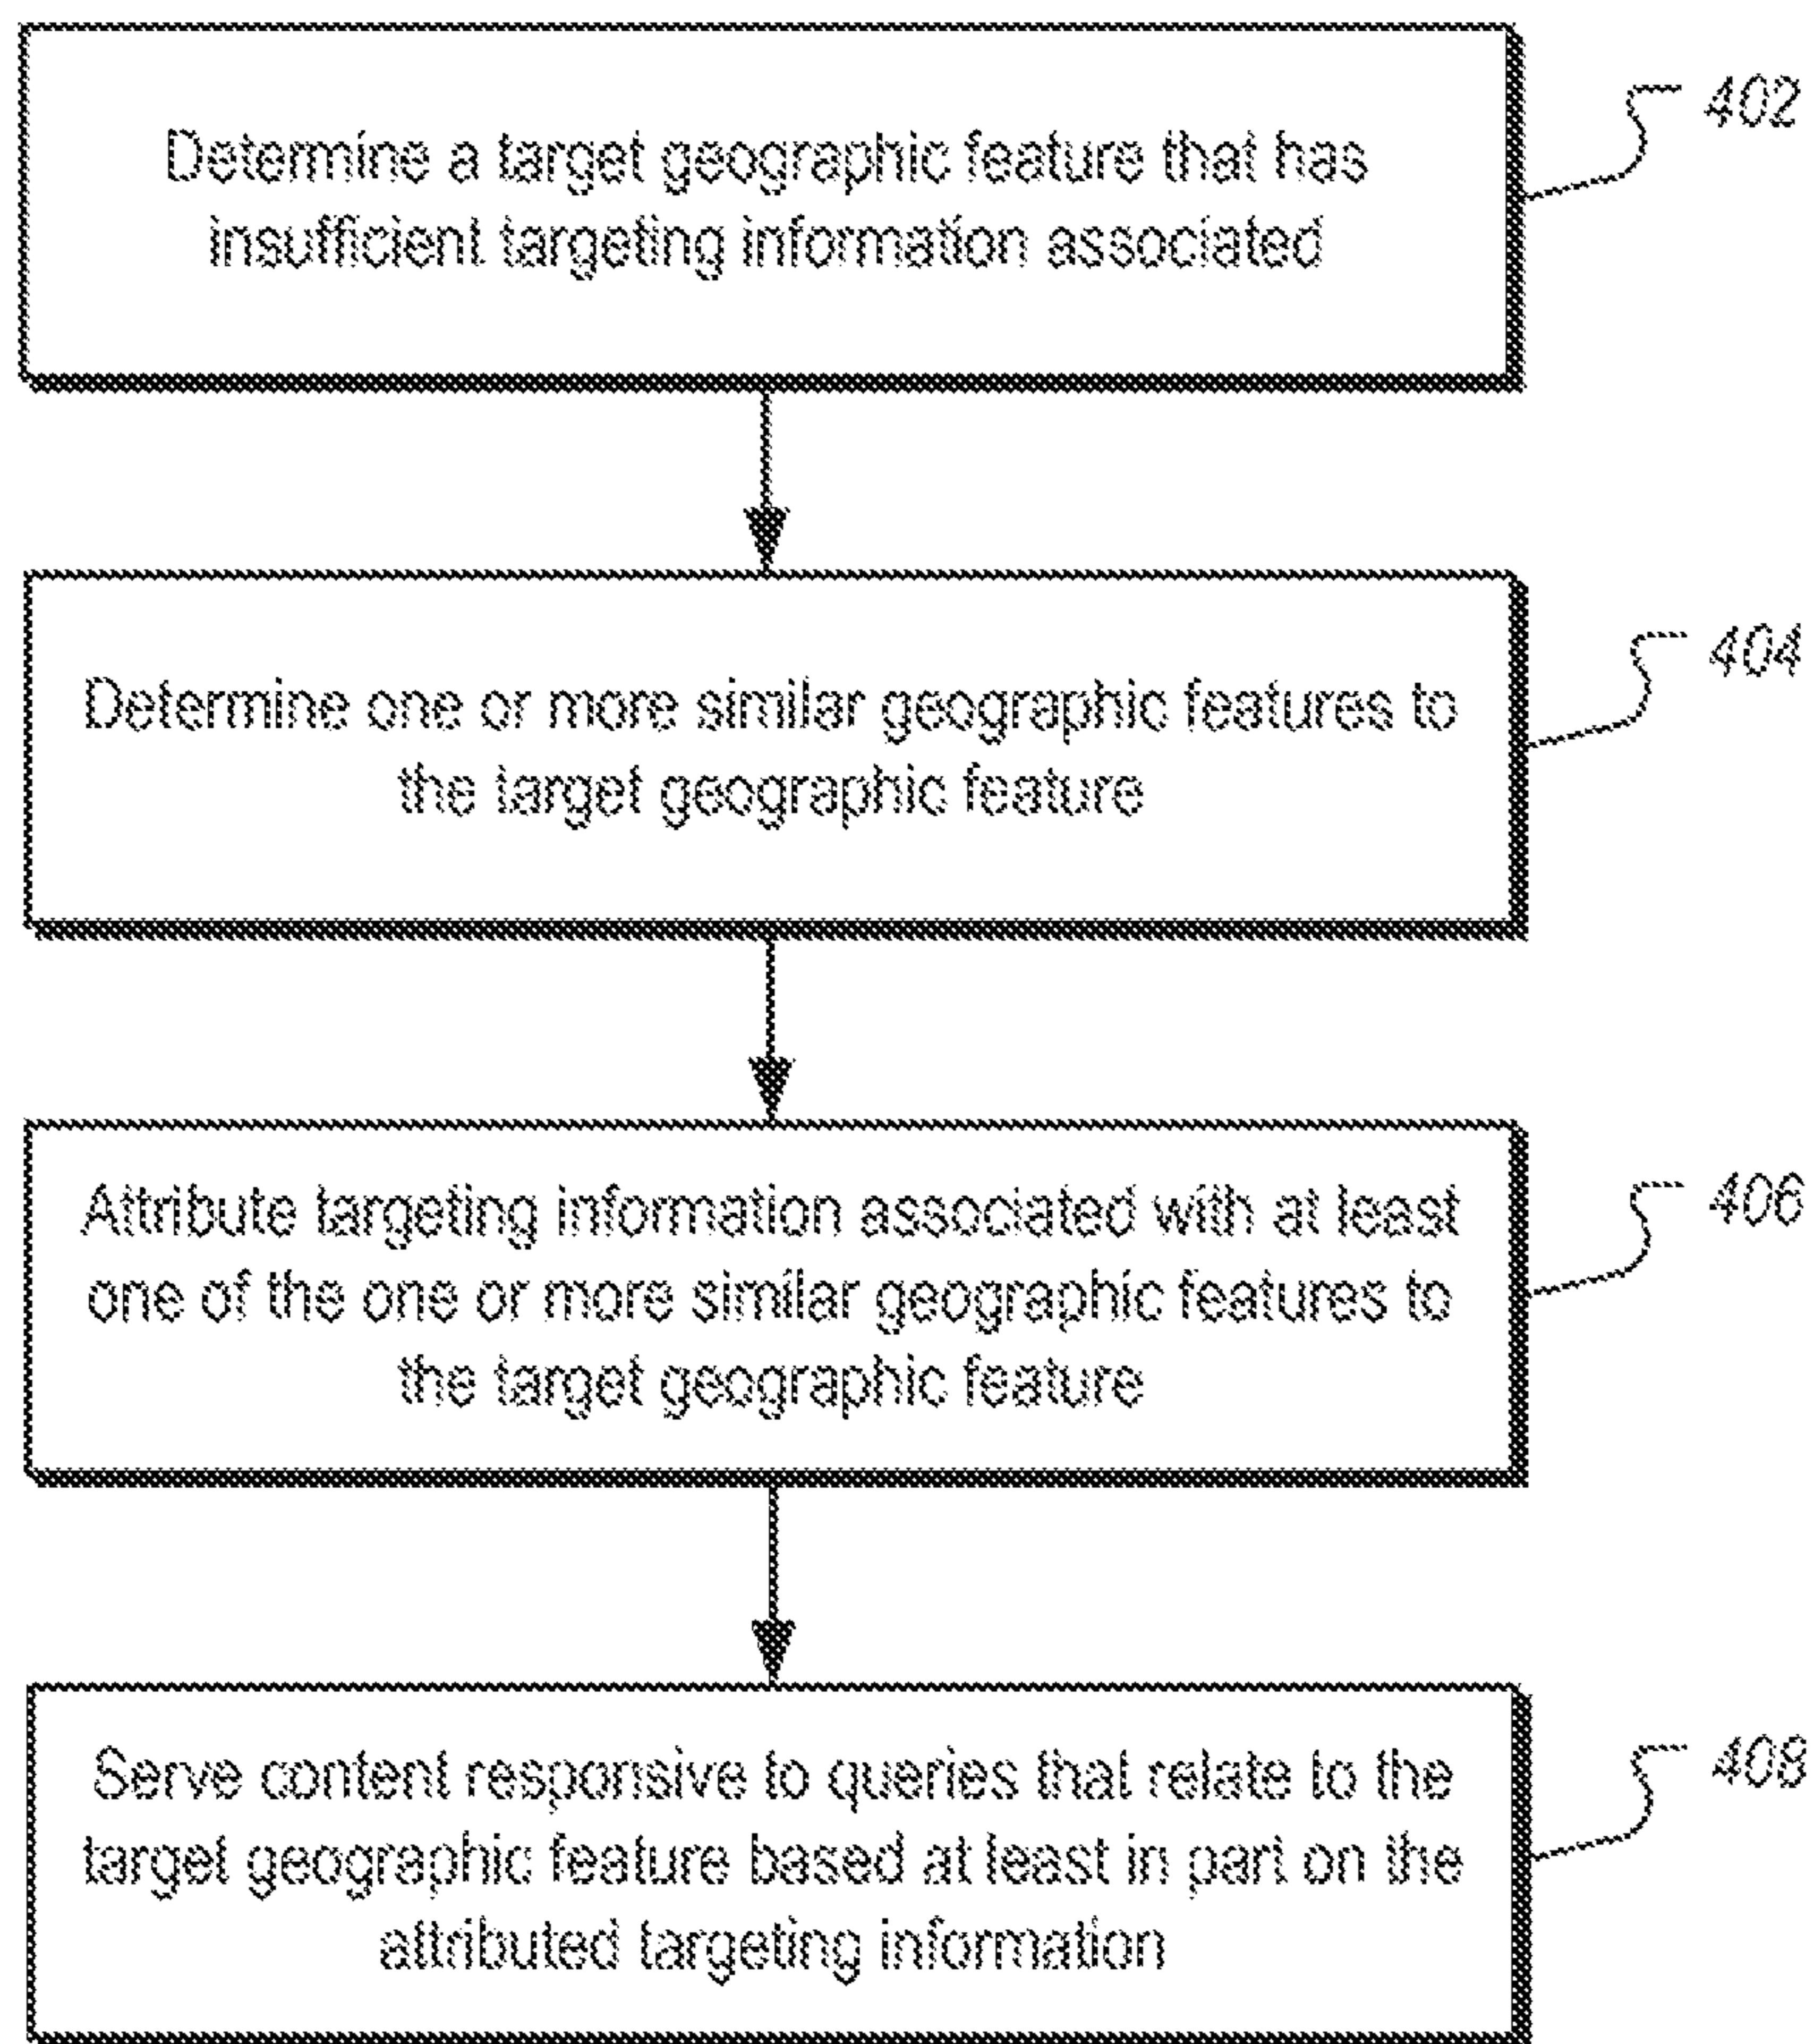 Determine a target geographic feature that has
insufficient targeting information associated
402
Determine one or more similar geographic features to
the target geographic feature
404
Attribute targeting information associated with at least
one of the one or more similar geographic features to
the target geographic feature
406
Serve content responsive to queries that relate to the
target geographic feature based at least in part on the
attributed targeting information
408